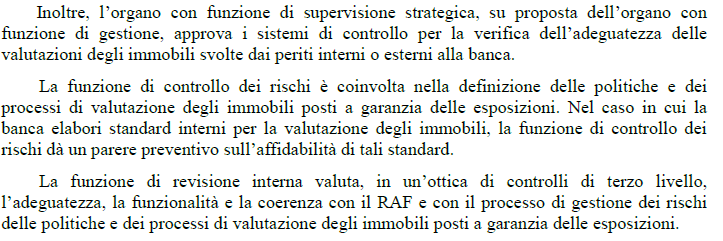 Inoltre, l'organo con funzione di supervisione strategica, su proposta dell'organo con
funzione di gestione, approva i sistemi di controllo per la verifica dell'adeguatezza delle
valutazioni degli immobili svolte dai periti interni o esterni alla banca.
La funzione di controllo dei rischi è coinvolta nella definizione delle politiche e dei
processi di valutazione degli immobili posti a garanzia delle esposizioni. Nel caso in cui la
banca elabori standard interni per la valutazione degli immobili, la funzione di controllo dei
rischi dà un parere preventivo sull'affidabilità di tali standard.
La funzione di revisione interna valuta, in un'ottica di controlli di terzo livello,
l'adeguatezza, la funzionalità e la coerenza con il RAF e con il processo di gestione dei rischi
delle politiche e dei processi di valutazione degli immobili posti a garanzia delle esposizioni.